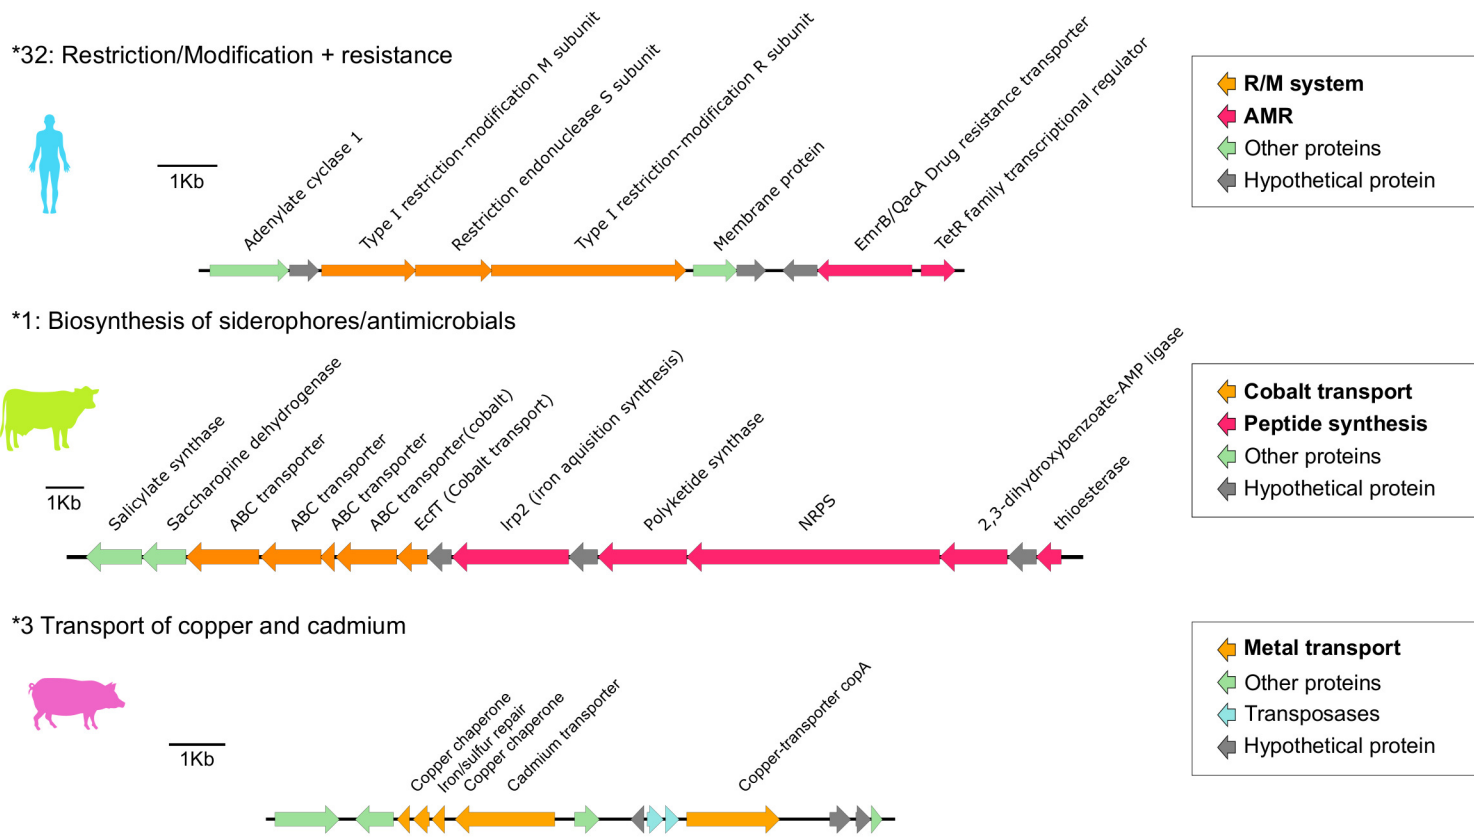 *32: Restriction/Modification + resistance
1Kb
Adenylate cyclase 1
Type I restriction-modification M subunit
Restriction endonuclease S subunit
Type I restriction-modification R subunit
Membrane protein
EmrB/QacA Drug resistance transporter
TetR family transcriptional regulator
R/M system
AMR
Other proteins
Hypothetical protein
*1: Biosynthesis of siderophores/antimicrobials
1Kb
Salicylate synthase
Saccharopine dehydrogenase
ABC transporter
ABC transporter
ABC transporter
ABC transporter(cobalt)
EcfT (Cobalt transport)
Irp2 (iron aquisition synthesis)
Polyketide synthase
NRPS
2,3-dihydroxybenzoate-AMP ligase
thioesterase
Cobalt transport
Peptide synthesis
Other proteins
Hypothetical protein
*3 Transport of copper and cadmium
1Kb
Copper chaperone
Iron/sulfur repair
Copper chaperone
Cadmium transporter
Copper-transporter copA
Metal transport
Other proteins
Transposases
Hypothetical protein